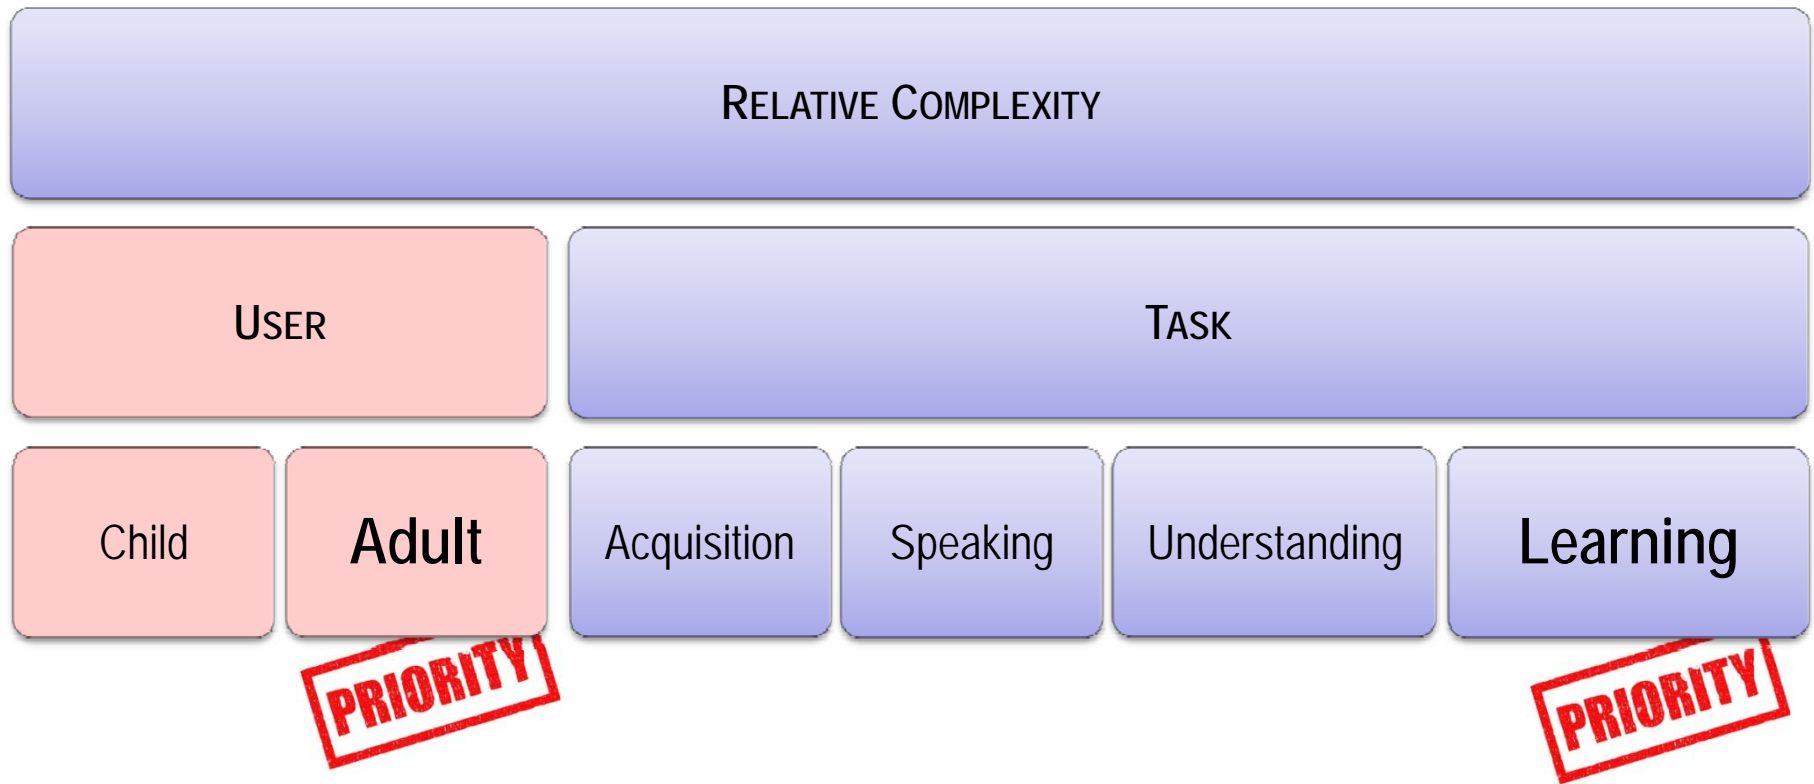 RELATIVE COMPLEXITY
USER
TASK
Child
Adult
Acquisition
Speaking
Understanding
Learning
PRIORITY
PRIORITY